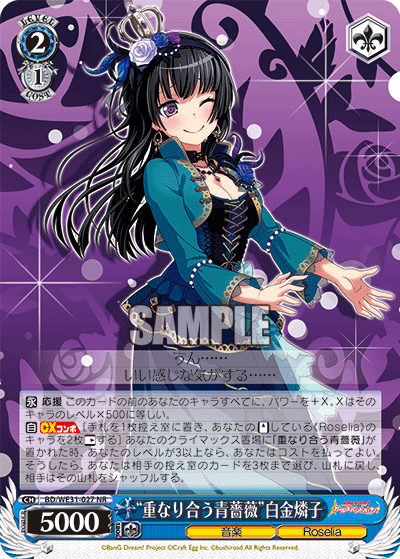 LEVEL
2
1
COST
SAMPLE
うん……
いい感じな気がする……
永 応援 このカードの前のあなたのキャラすべてに、パワーを+X。Xはそのキャラのレベル×500に等しい。
自 CXコンボ 【手札を1枚控え室に置き、あなたの している《Roselia》のキャラを2枚 する】 あなたのクライマックス置場に「重なり合う青薔薇」が置かれた時、あなたのレベルが3以上なら、あなたはコストを払ってよい。そうしたら、あなたは相手の控え室のカードを3枚まで選び、山札に戻し、相手はその山札をシャッフルする。
CH BD/WE31-027 NR
5000
“重なり合う青薔薇”白金燐子
音楽
Roselia
©BanG Dream! Project ©Craft Egg Inc. ©bushiroad All Rights Reserved.